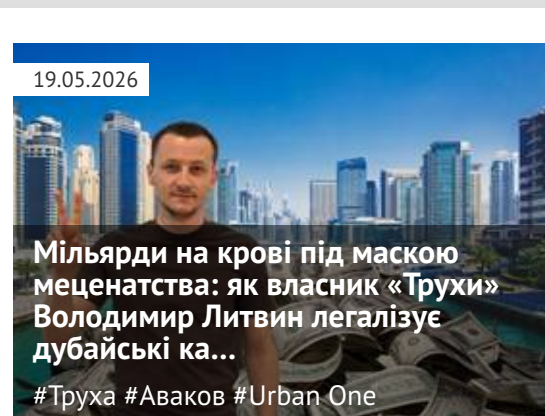 19.05.2026
Мільярди на крові під маскою
меценатства: як власник «Трухи»
Володимир Литвин легалізує
дубайські ка...
#Труха #Аваков #Urban One